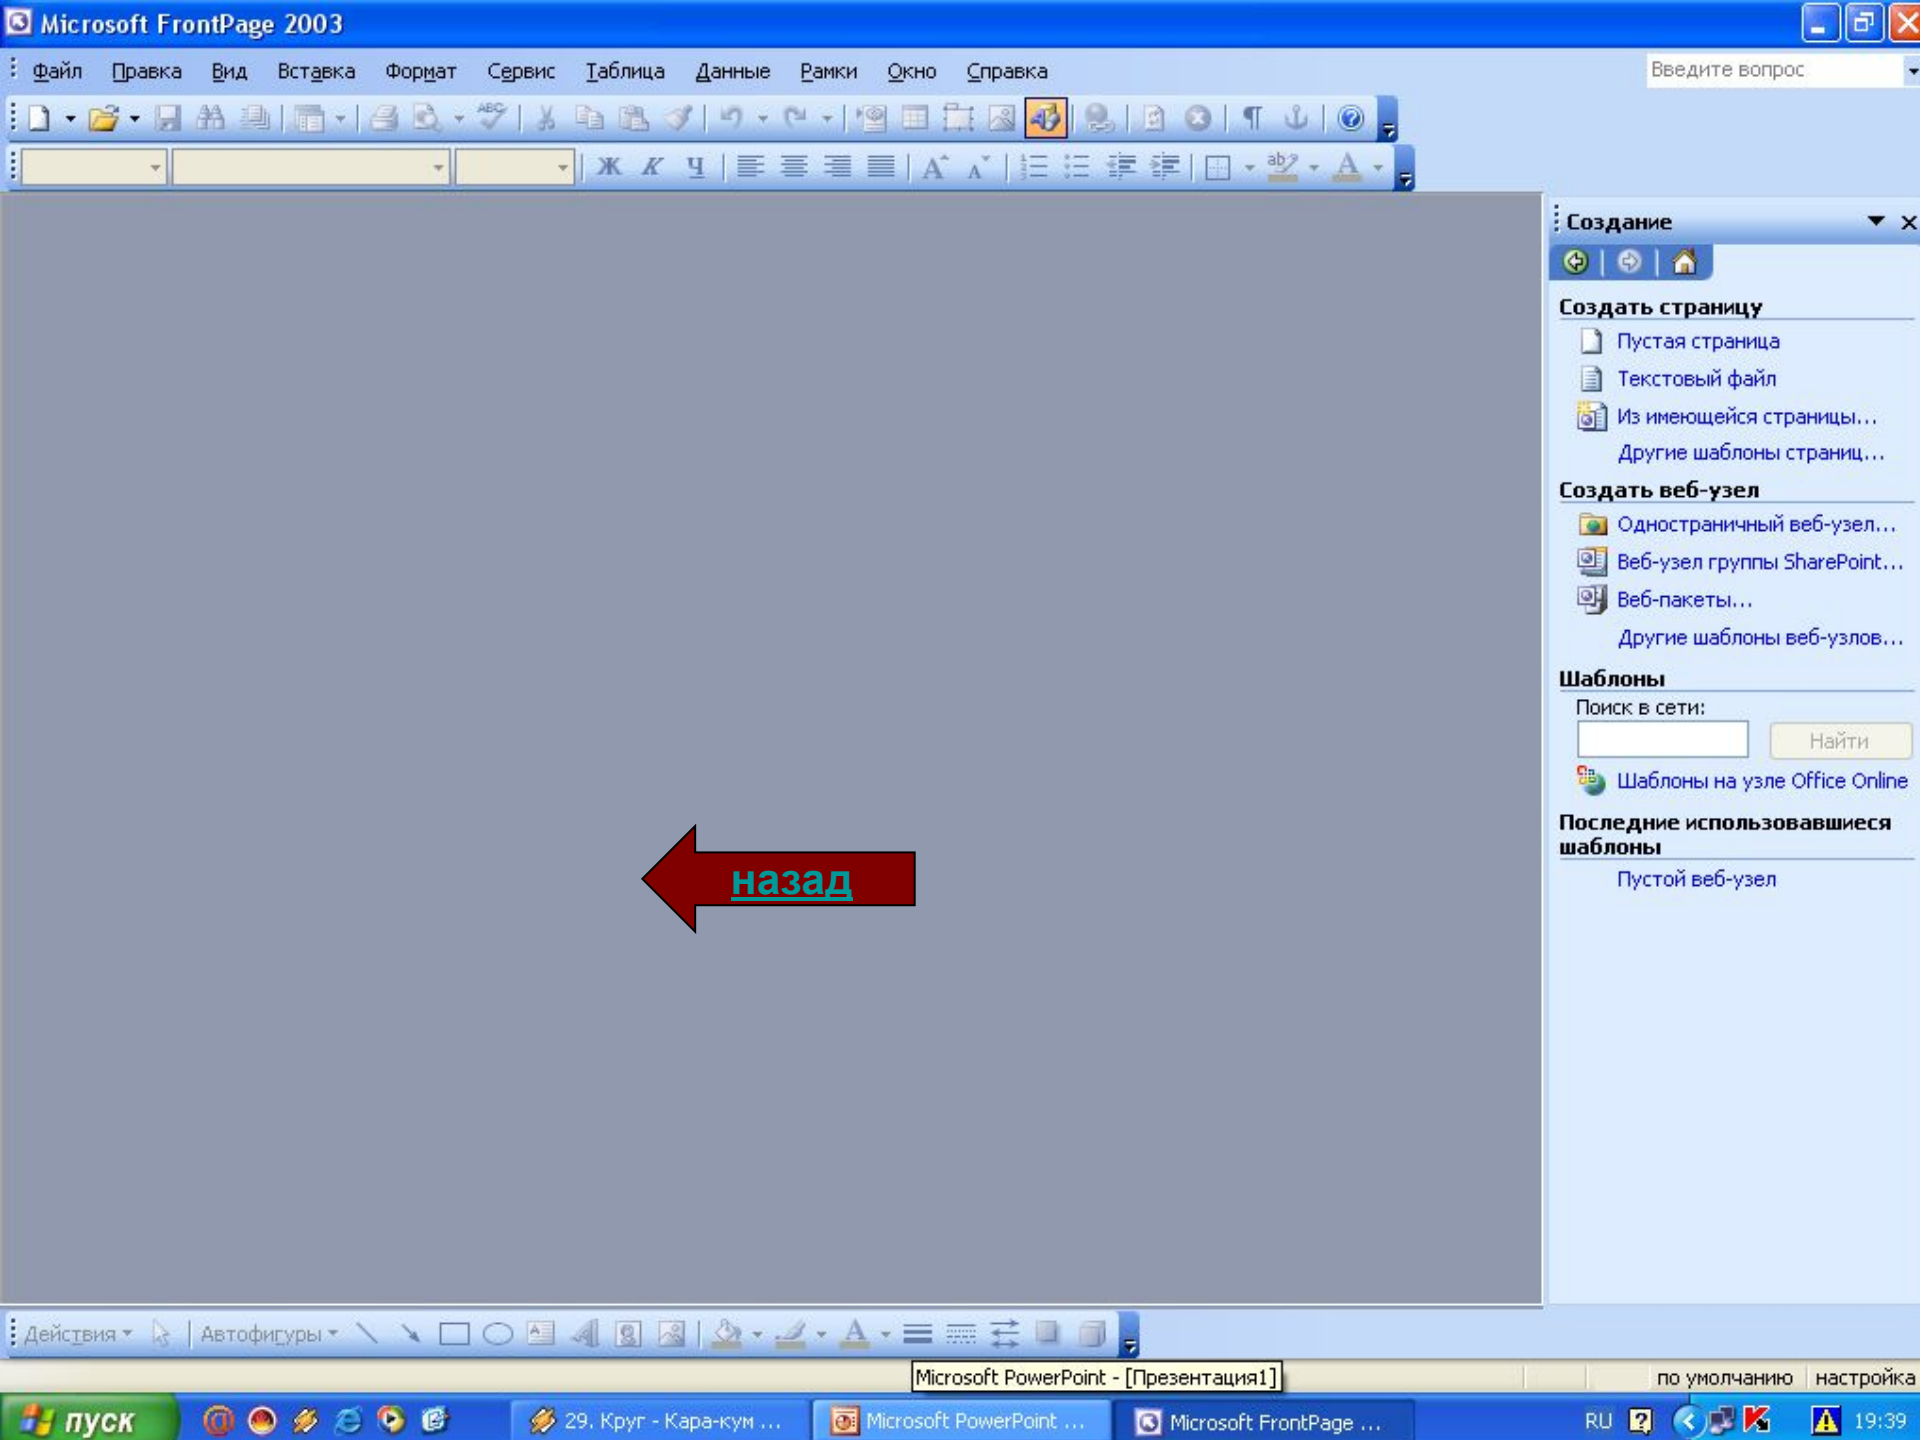 Microsoft FrontPage 2003
Файл Правка Вид Вставка Формат Сервис Таблица Данные Рамки Окно Справка
Введите вопрос
ABC
Ж К Ч A A ab A
Создание
Создать страницу
Пустая страница
Текстовый файл
Из имеющейся страницы...
Другие шаблоны страниц...
Создать веб-узел
Одностраничный веб-узел...
Веб-узел группы SharePoint...
Веб-пакеты...
Другие шаблоны веб-узлов...
Шаблоны
Поиск в сети:
Найти
Шаблоны на узле Office Online
Последние использовавшиеся
шаблоны
Пустой веб-узел
назад
Действия Автофигуры A
Microsoft PowerPoint - [Презентация1]
по умолчанию настройка
пуск
29. Круг - Кара-кум ...
Microsoft PowerPoint ...
Microsoft FrontPage ...
RU
19:39